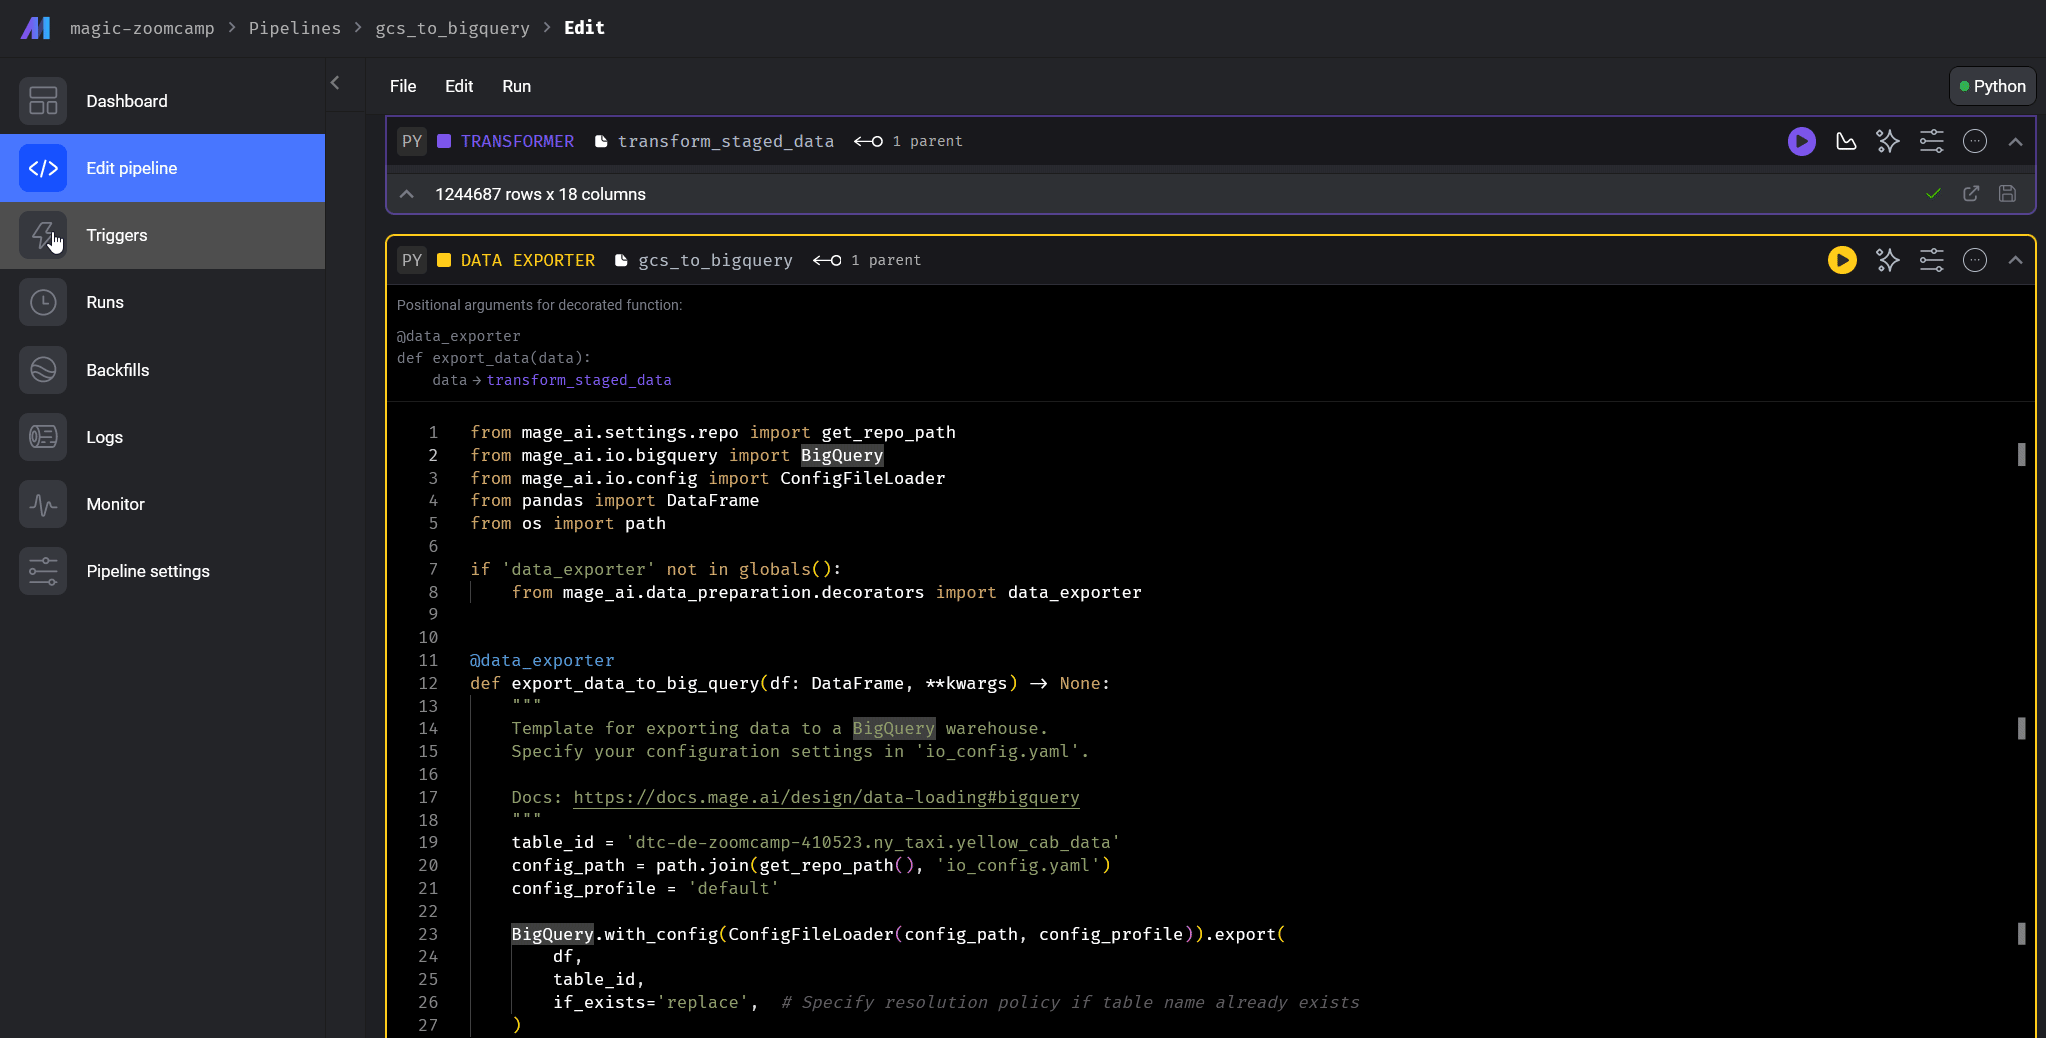 magic-zoomcamp > Pipelines > gcs_to_bigquery > Edit
Dashboard
Edit pipeline
Triggers
Runs
Backfills
Logs
Monitor
Pipeline settings
File Edit Run
Python
PY TRANSFORMER transform_staged_data 1 parent
1244687 rows x 18 columns
PY DATA EXPORTER gcs_to_bigquery 1 parent
Positional arguments for decorated function:
@data_exporter
def export_data(data):
    data → transform_staged_data
1 from mage_ai.settings.repo import get_repo_path
2 from mage_ai.io.bigquery import BigQuery
3 from mage_ai.io.config import ConfigFileLoader
4 from pandas import DataFrame
5 from os import path
6
7 if 'data_exporter' not in globals():
8     from mage_ai.data_preparation.decorators import data_exporter
9
10
11 @data_exporter
12 def export_data_to_big_query(df: DataFrame, **kwargs) -> None:
13     """
14     Template for exporting data to a BigQuery warehouse.
15     Specify your configuration settings in 'io_config.yaml'.
16
17     Docs: https://docs.mage.ai/design/data-loading#bigquery
18     """
19     table_id = 'dtc-de-zoomcamp-410523.ny_taxi.yellow_cab_data'
20     config_path = path.join(get_repo_path(), 'io_config.yaml')
21     config_profile = 'default'
22
23     BigQuery.with_config(ConfigFileLoader(config_path, config_profile)).export(
24         df,
25         table_id,
26         if_exists='replace',  # Specify resolution policy if table name already exists
27     )